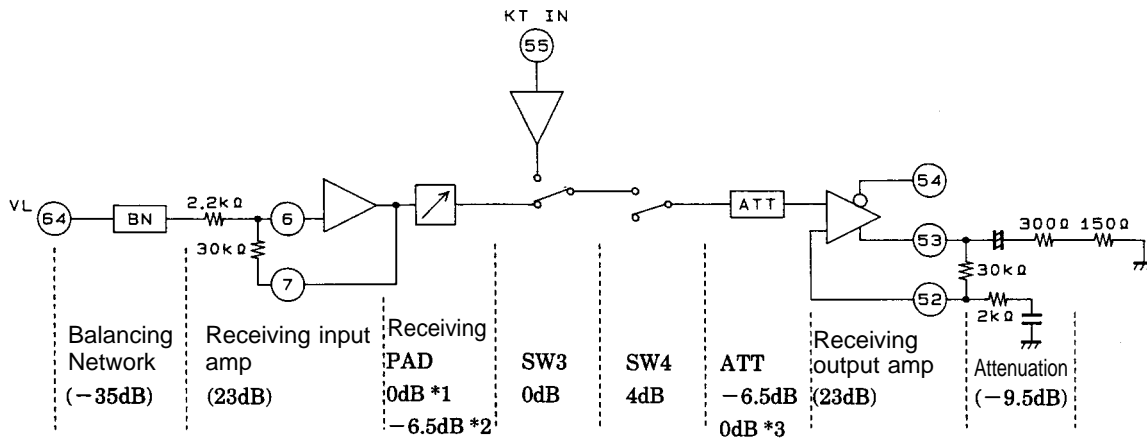 KT IN
55
VL
64
BN
2.2kΩ
6
30kΩ
7
ATT
54
53
300Ω 150Ω
30kΩ
52
2kΩ
Balancing
Network
(−35dB)
Receiving input
amp
(23dB)
Receiving
PAD
0dB *1
−6.5dB *2
SW3
0dB
SW4
4dB
ATT
−6.5dB
0dB *3
Receiving
output amp
(23dB)
Attenuation
(−9.5dB)